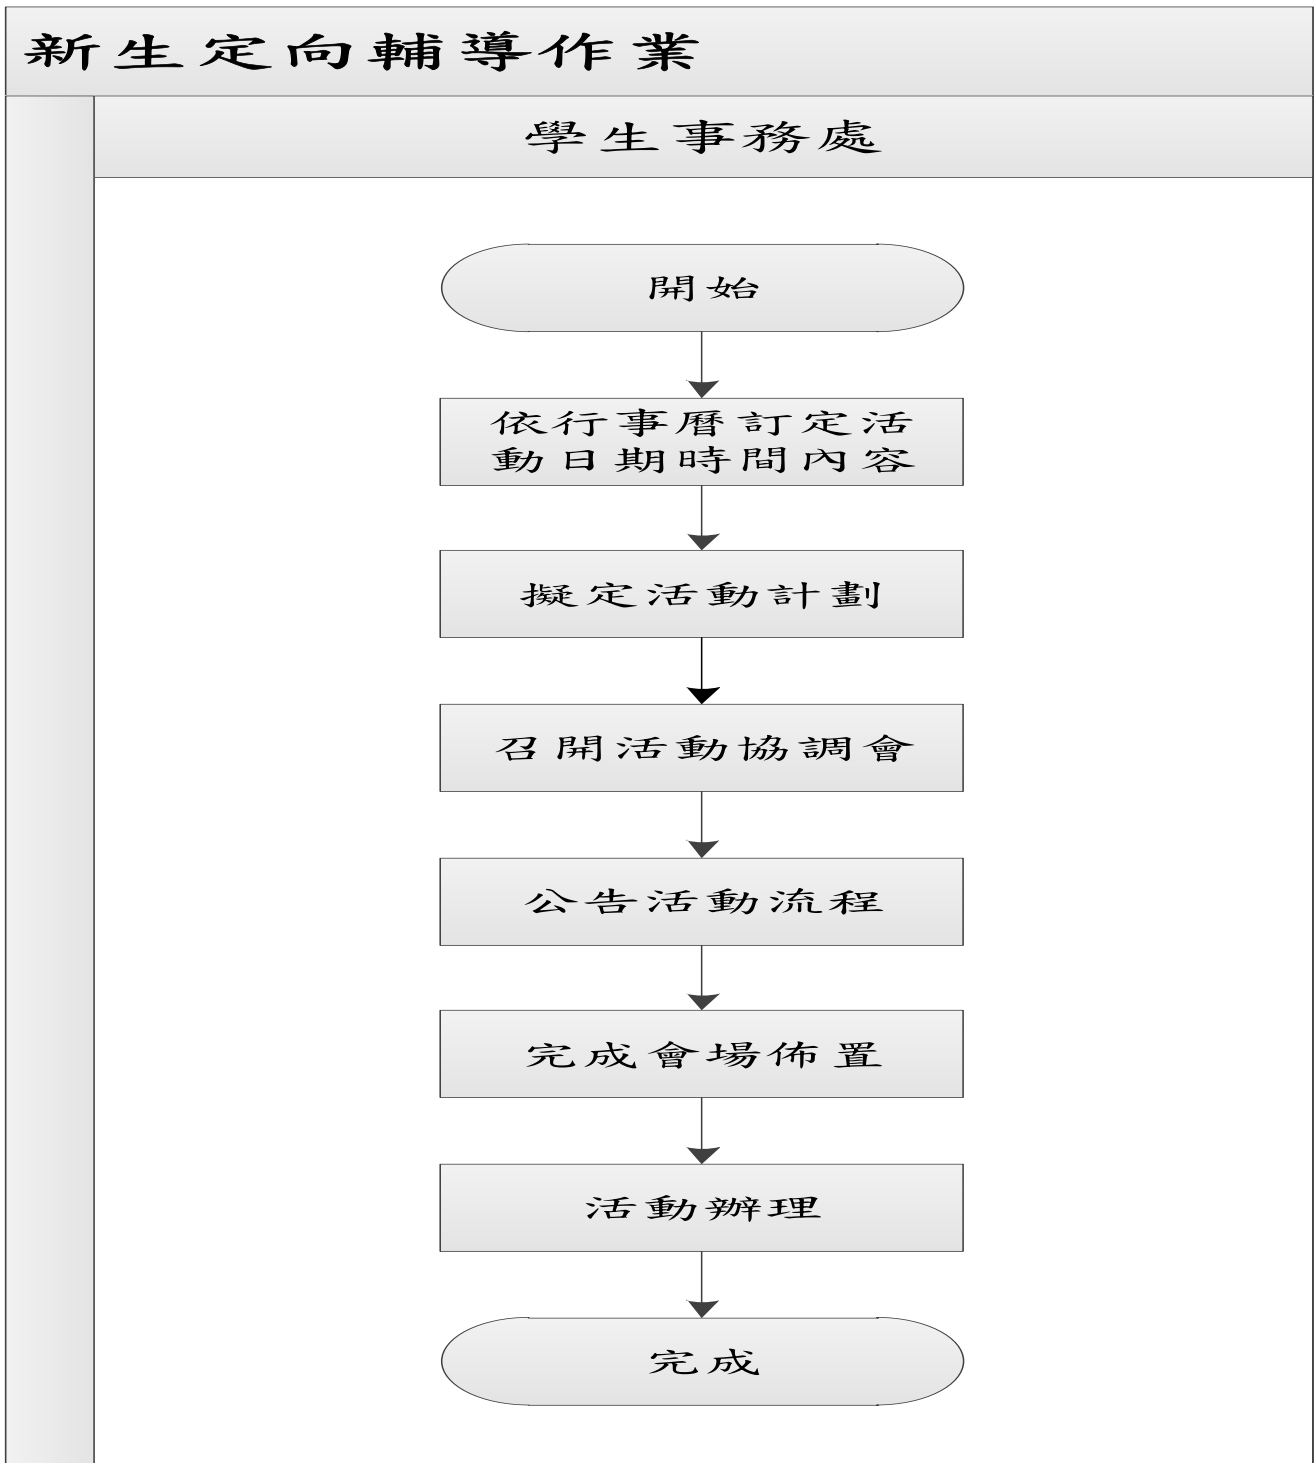 新生定向輔導作業
學生事務處
開始
依行事曆訂定活
動日期時間內容
擬定活動計劃
召開活動協調會
公告活動流程
完成會場佈置
活動辦理
完成